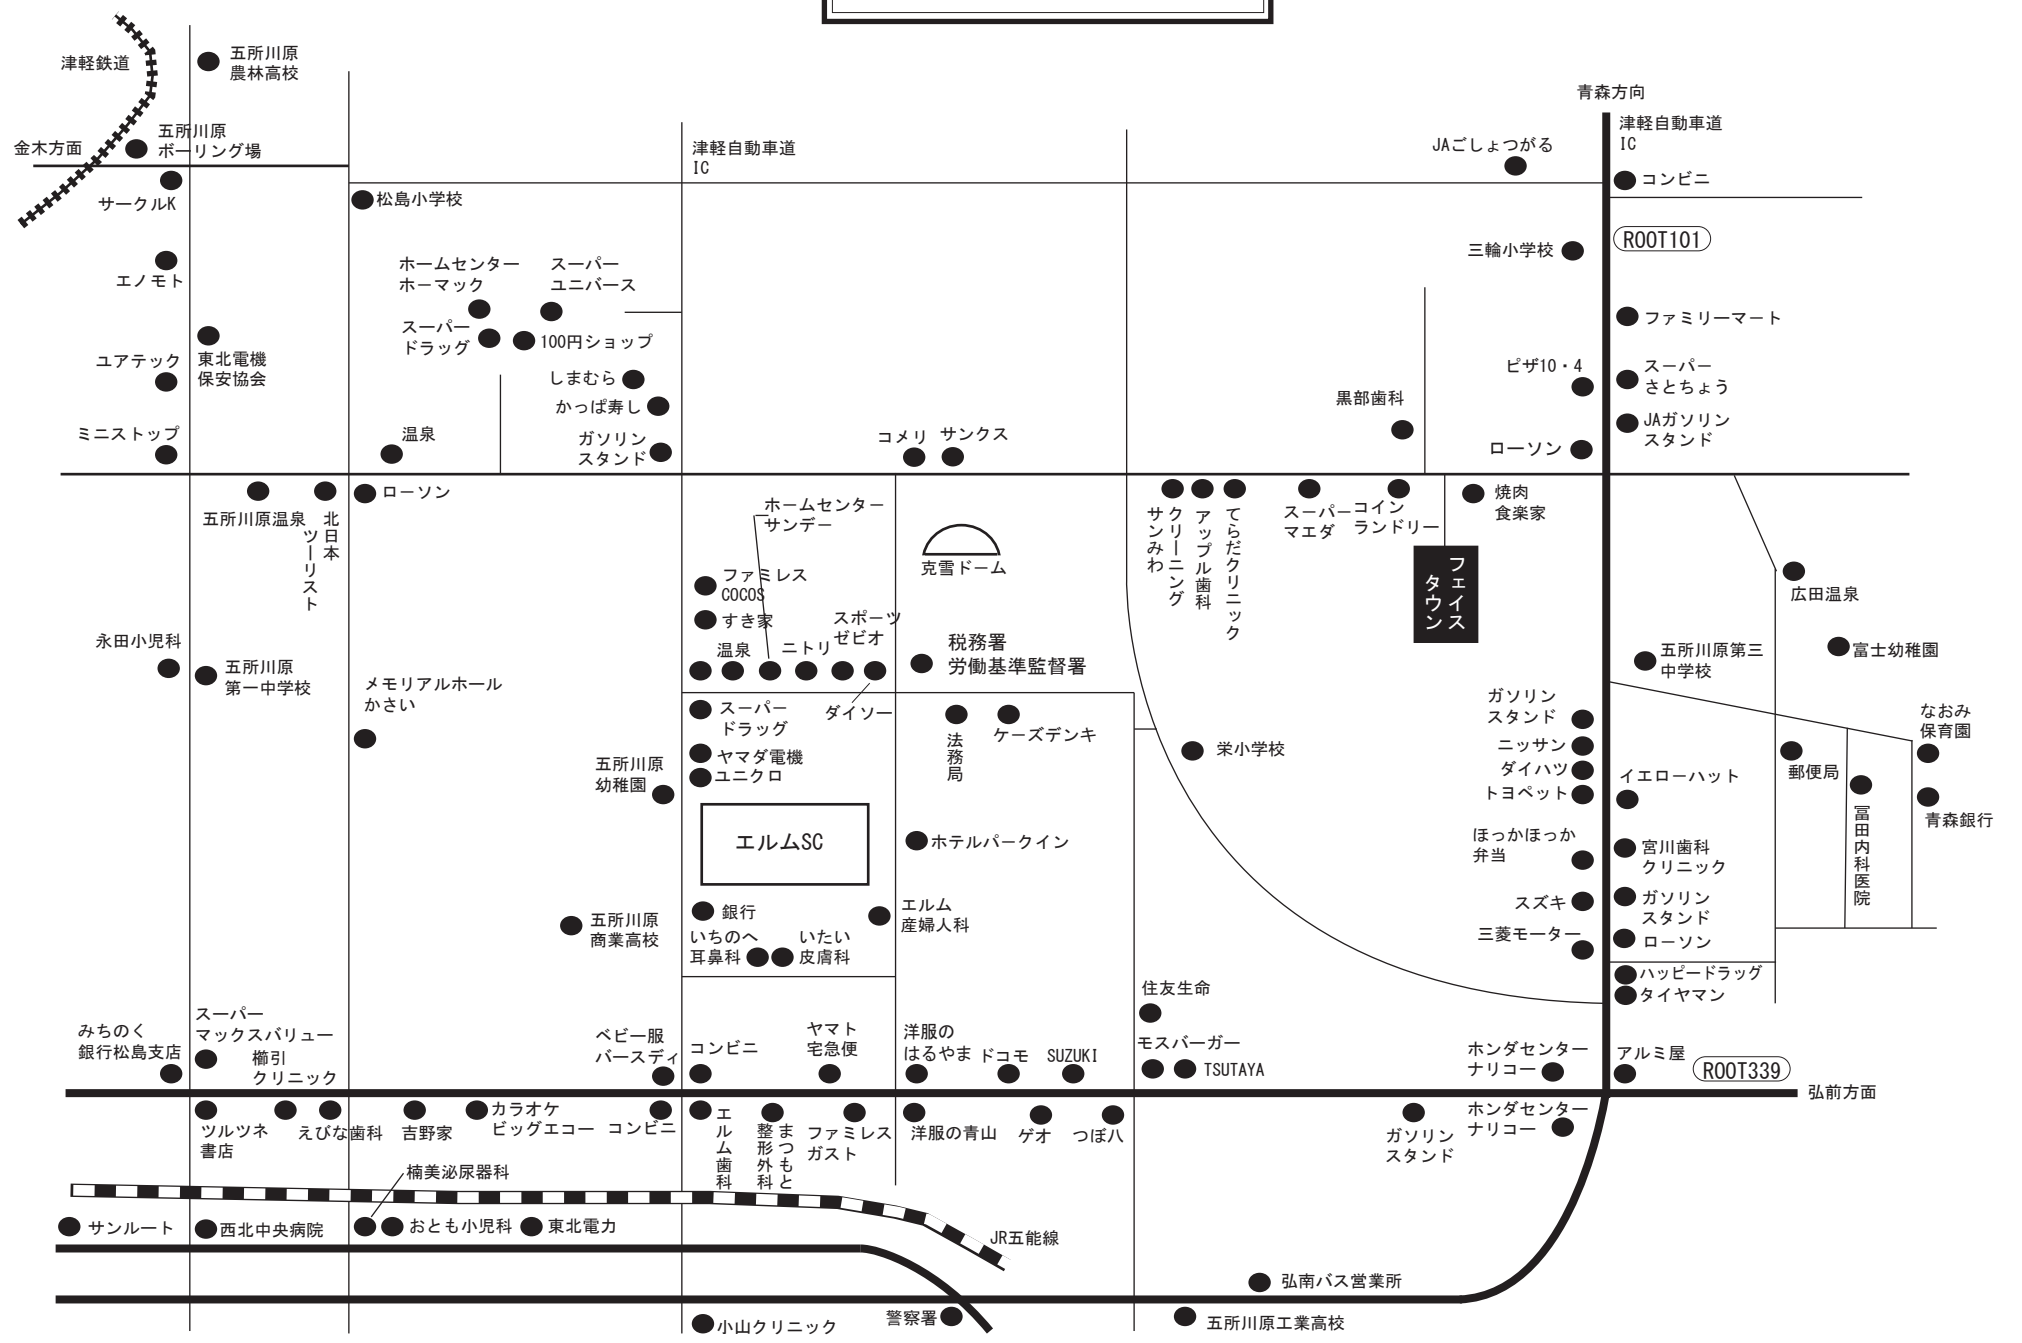 津軽鉄道
五所川原
農林高校
金木方面
五所川原
ボーリング場
サークルK
松島小学校
津軽自動車道
IC
JAごしょつがる
青森方向
津軽自動車道
IC
コンビニ
ROOT101
三輪小学校
エノモト
ホームセンター
ホーマック
スーパー
ユニバース
スーパー
ドラッグ
100円ショップ
しまむら
かっぱ寿し
ガソリン
スタンド
ユアテック
東北電機
保安協会
ミニストップ
温泉
コメリ
サンクス
黒部歯科
ファミリーマート
ピザ10・4
スーパー
さとちょう
JAガソリン
スタンド
ローソン
五所川原温泉
北日本
ツーリスト
ローソン
ホームセンター
サンデー
克雪ドーム
クリーニング
サンみわ
アップル歯科
てらだクリニック
スーパー
マエダ
コイン
ランドリー
焼肉
食楽家
フェイス
タウン
ファミレス
COCOS
すき家
温泉
ニトリ
スポーツ
ゼビオ
ダイソー
税務署
労働基準監督署
広田温泉
富士幼稚園
五所川原第三
中学校
永田小児科
五所川原
第一中学校
メモリアルホール
かさい
スーパー
ドラッグ
ヤマダ電機
ユニクロ
法務局
ケーズデンキ
栄小学校
五所川原
幼稚園
エルムSC
ホテルパークイン
ガソリン
スタンド
ニッサン
ダイハツ
トヨペット
イエローハット
なおみ
保育園
郵便局
冨田内科医院
青森銀行
ほっかほっか
弁当
宮川歯科
クリニック
スズキ
ガソリン
スタンド
三菱モーター
ローソン
ハッピードラッグ
タイヤマン
五所川原
商業高校
銀行
いちのへ
耳鼻科
いたい
皮膚科
エルム
産婦人科
住友生命
モスバーガー
TSUTAYA
みちのく
銀行松島支店
スーパー
マックスバリュー
櫛引
クリニック
ベビー服
バースディ
コンビニ
ヤマト
宅急便
洋服の
はるやま
ドコモ
SUZUKI
ホンダセンター
ナリコー
アルミ屋
ROOT339
弘前方面
ツルツネ
書店
えびな歯科
吉野家
カラオケ
ビッグエコー
コンビニ
エルム歯科
まつもと
整形外科
ファミレス
ガスト
洋服の青山
ゲオ
つぼ八
ガソリン
スタンド
ホンダセンター
ナリコー
楠美泌尿器科
サンルート
西北中央病院
おとも小児科
東北電力
JR五能線
弘南バス営業所
小山クリニック
警察署
五所川原工業高校